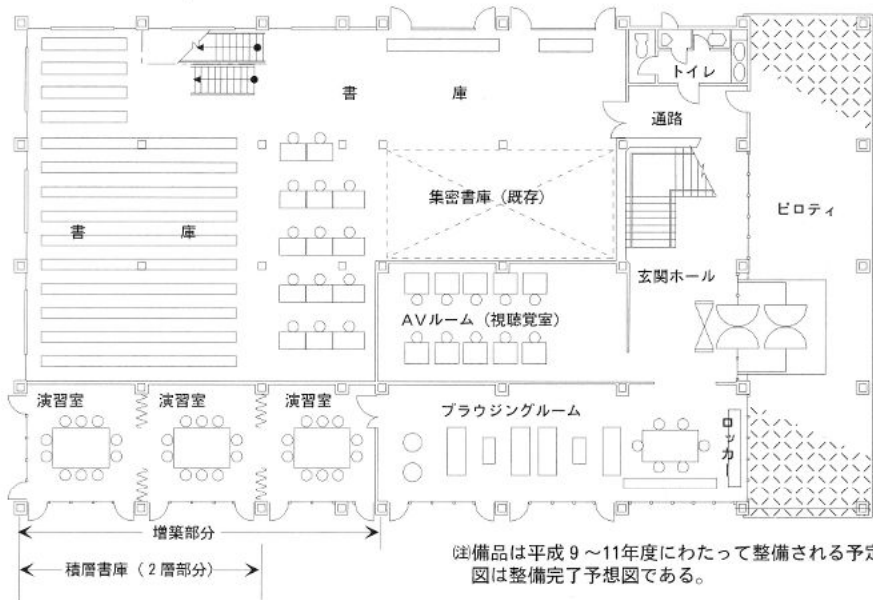 トイレ
書庫
通路
集密書庫（既存）
ピロティ
書庫
玄関ホール
AVルーム（視聴覚室）
演習室
演習室
演習室
ブラウジングルーム
ロッカー
増築部分
積層書庫（2層部分）
㊟備品は平成9～11年度にわたって整備される予定
図は整備完了予想図である。